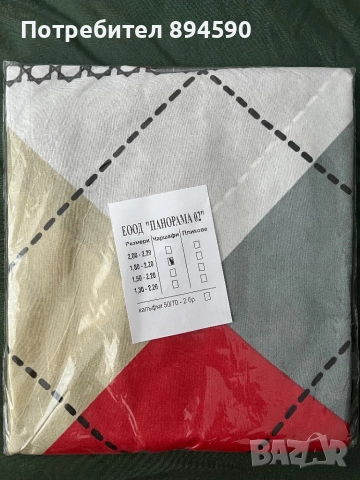 Потребител 894590
ЕООД "ПАНОРАМА 02"
Размери Чаршафи Пликове
2.00 - 2.20
1.80 - 2.20
1.50 - 2.20
1.30 - 2.20
калъфки 50/70 - 2 бр.
BAZAR